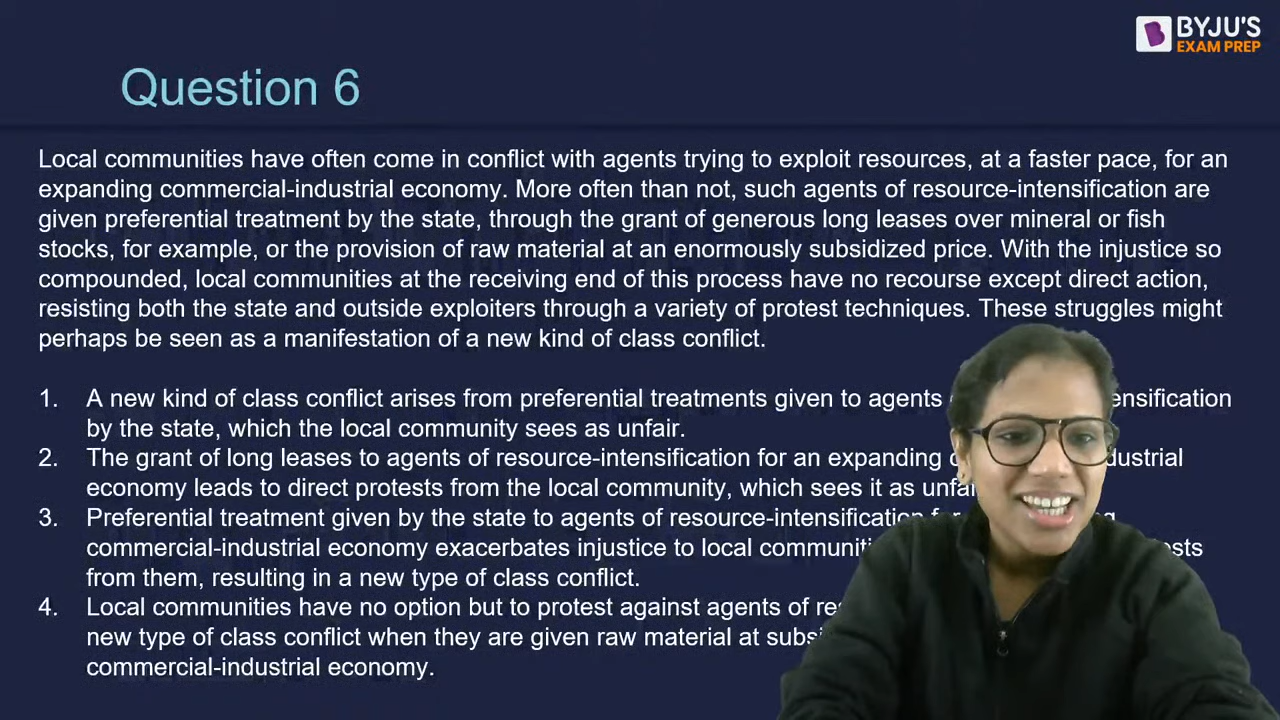 BYJU'S
EXAM PREP
Question 6
Local communities have often come in conflict with agents trying to exploit resources, at a faster pace, for an
expanding commercial-industrial economy. More often than not, such agents of resource-intensification are
given preferential treatment by the state, through the grant of generous long leases over mineral or fish
stocks, for example, or the provision of raw material at an enormously subsidized price. With the injustice so
compounded, local communities at the receiving end of this process have no recourse except direct action,
resisting both the state and outside exploiters through a variety of protest techniques. These struggles might
perhaps be seen as a manifestation of a new kind of class conflict.
1. A new kind of class conflict arises from preferential treatments given to agents
by the state, which the local community sees as unfair.
2. The grant of long leases to agents of resource-intensification for an expanding
economy leads to direct protests from the local community, which sees it as
3. Preferential treatment given by the state to agents of resource-intensification
commercial-industrial economy exacerbates injustice to local
from them, resulting in a new type of class conflict.
4. Local communities have no option but to protest against agents of
new type of class conflict when they are given raw material at
commercial-industrial economy.